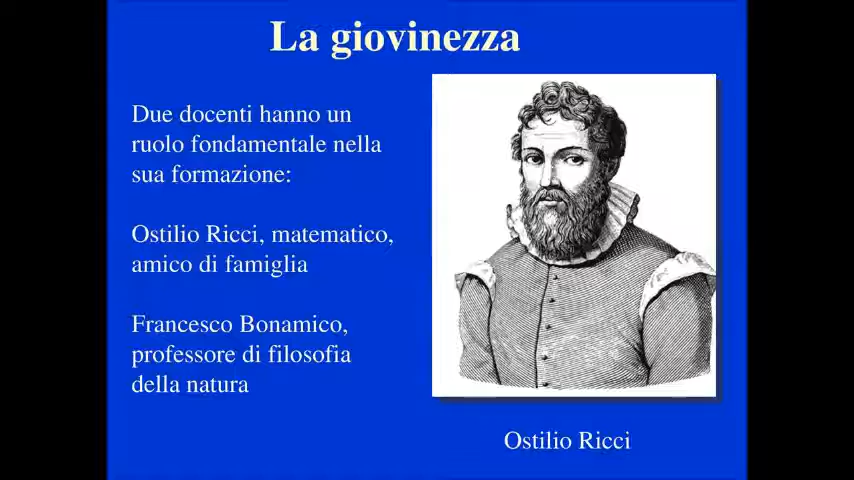 La giovinezza
Due docenti hanno un
ruolo fondamentale nella
sua formazione:
Ostilio Ricci, matematico,
amico di famiglia
Francesco Bonamico,
professore di filosofia
della natura
Ostilio Ricci